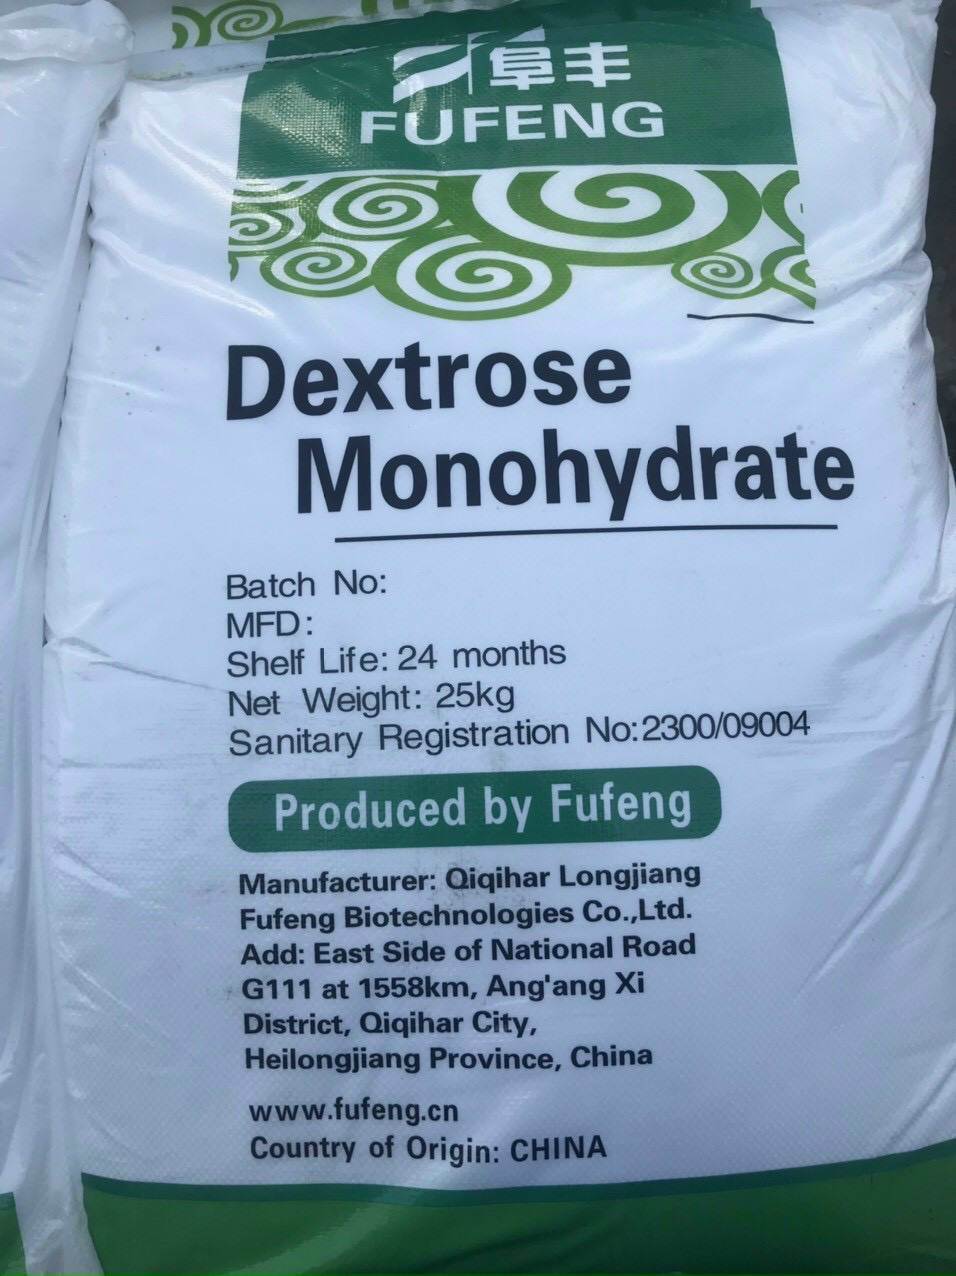 阜丰
FUFENG
Dextrose
Monohydrate
Batch No:
MFD:
Shelf Life: 24 months
Net Weight: 25kg
Sanitary Registration No:2300/09004
Produced by Fufeng
Manufacturer: Qiqihar Longjiang
Fufeng Biotechnologies Co.,Ltd.
Add: East Side of National Road
G111 at 1558km, Ang'ang Xi
District, Qiqihar City,
Heilongjiang Province, China
www.fufeng.cn
Country of Origin: CHINA